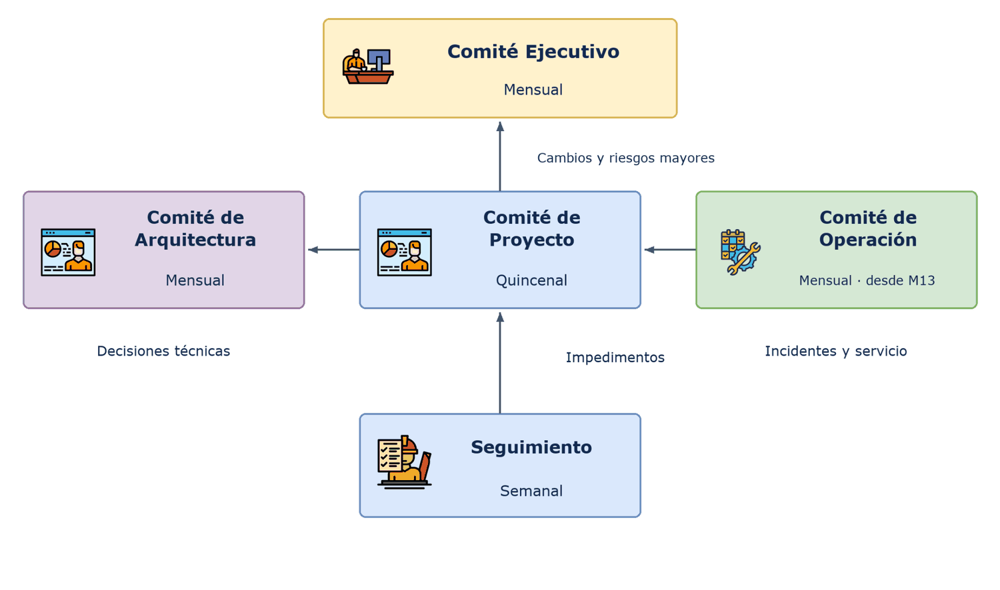 Comité Ejecutivo
Mensual
Cambios y riesgos mayores
Comité de
Arquitectura
Mensual
Comité de
Proyecto
Quincenal
Comité de
Operación
Mensual · desde M13
Decisiones técnicas
Impedimentos
Incidentes y servicio
Seguimiento
Semanal